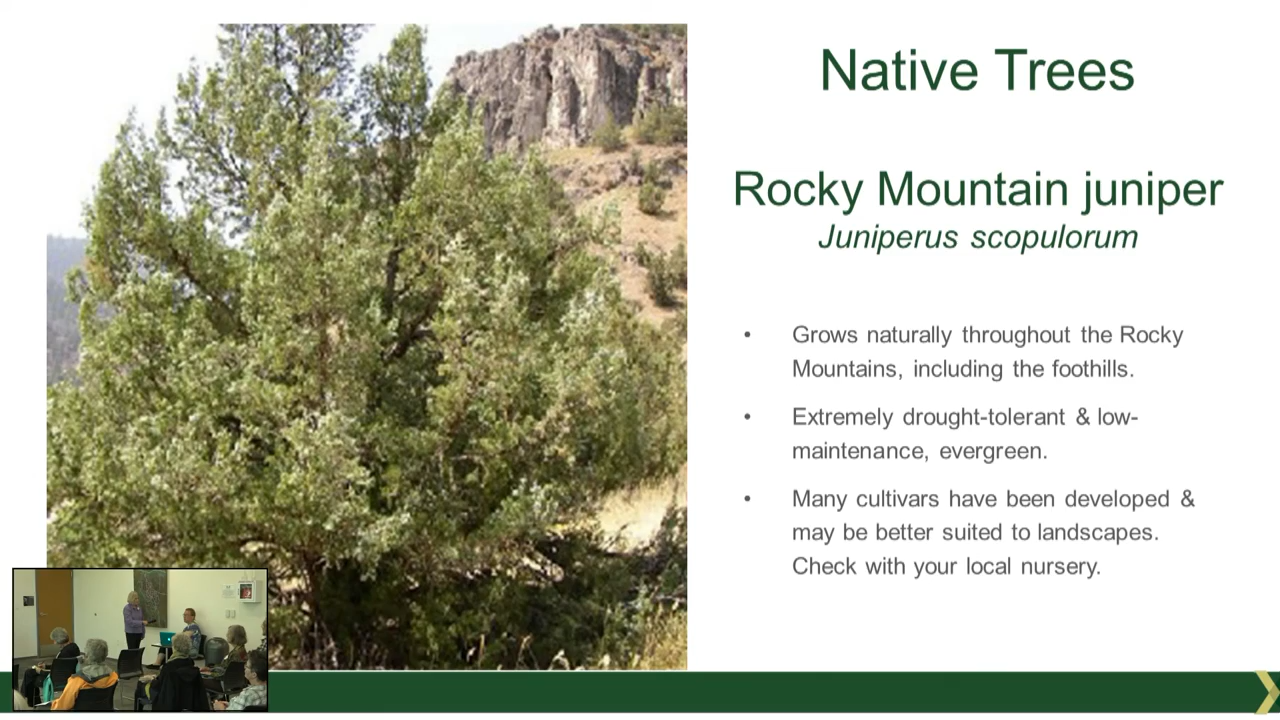 Native Trees
Rocky Mountain juniper
Juniperus scopulorum
• Grows naturally throughout the Rocky
Mountains, including the foothills.
• Extremely drought-tolerant & low-
maintenance, evergreen.
• Many cultivars have been developed &
may be better suited to landscapes.
Check with your local nursery.